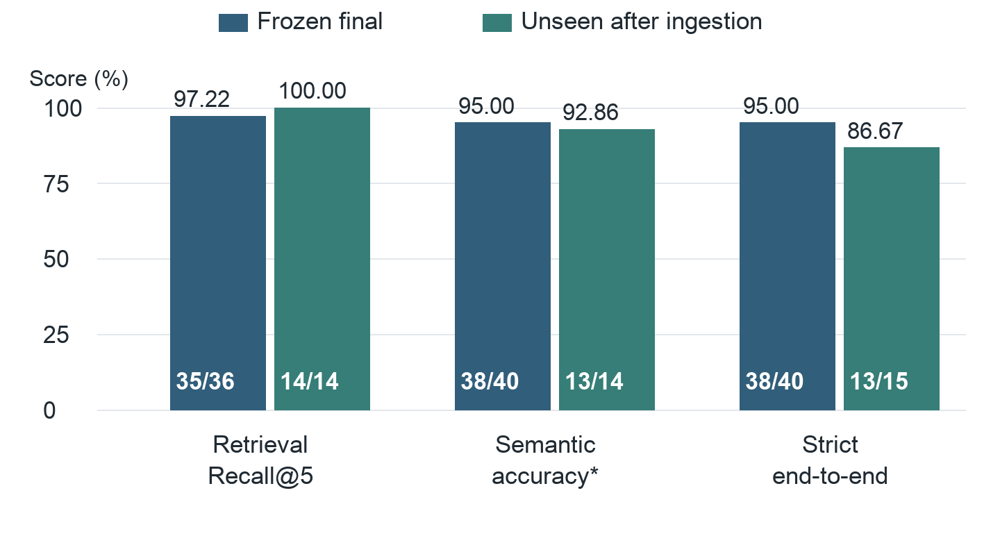 Frozen final
Unseen after ingestion
Score (%)
97.22
100.00
95.00
92.86
95.00
86.67
100
75
50
25
0
35/36
14/14
38/40
13/14
38/40
13/15
Retrieval
Recall@5
Semantic
accuracy*
Strict
end-to-end